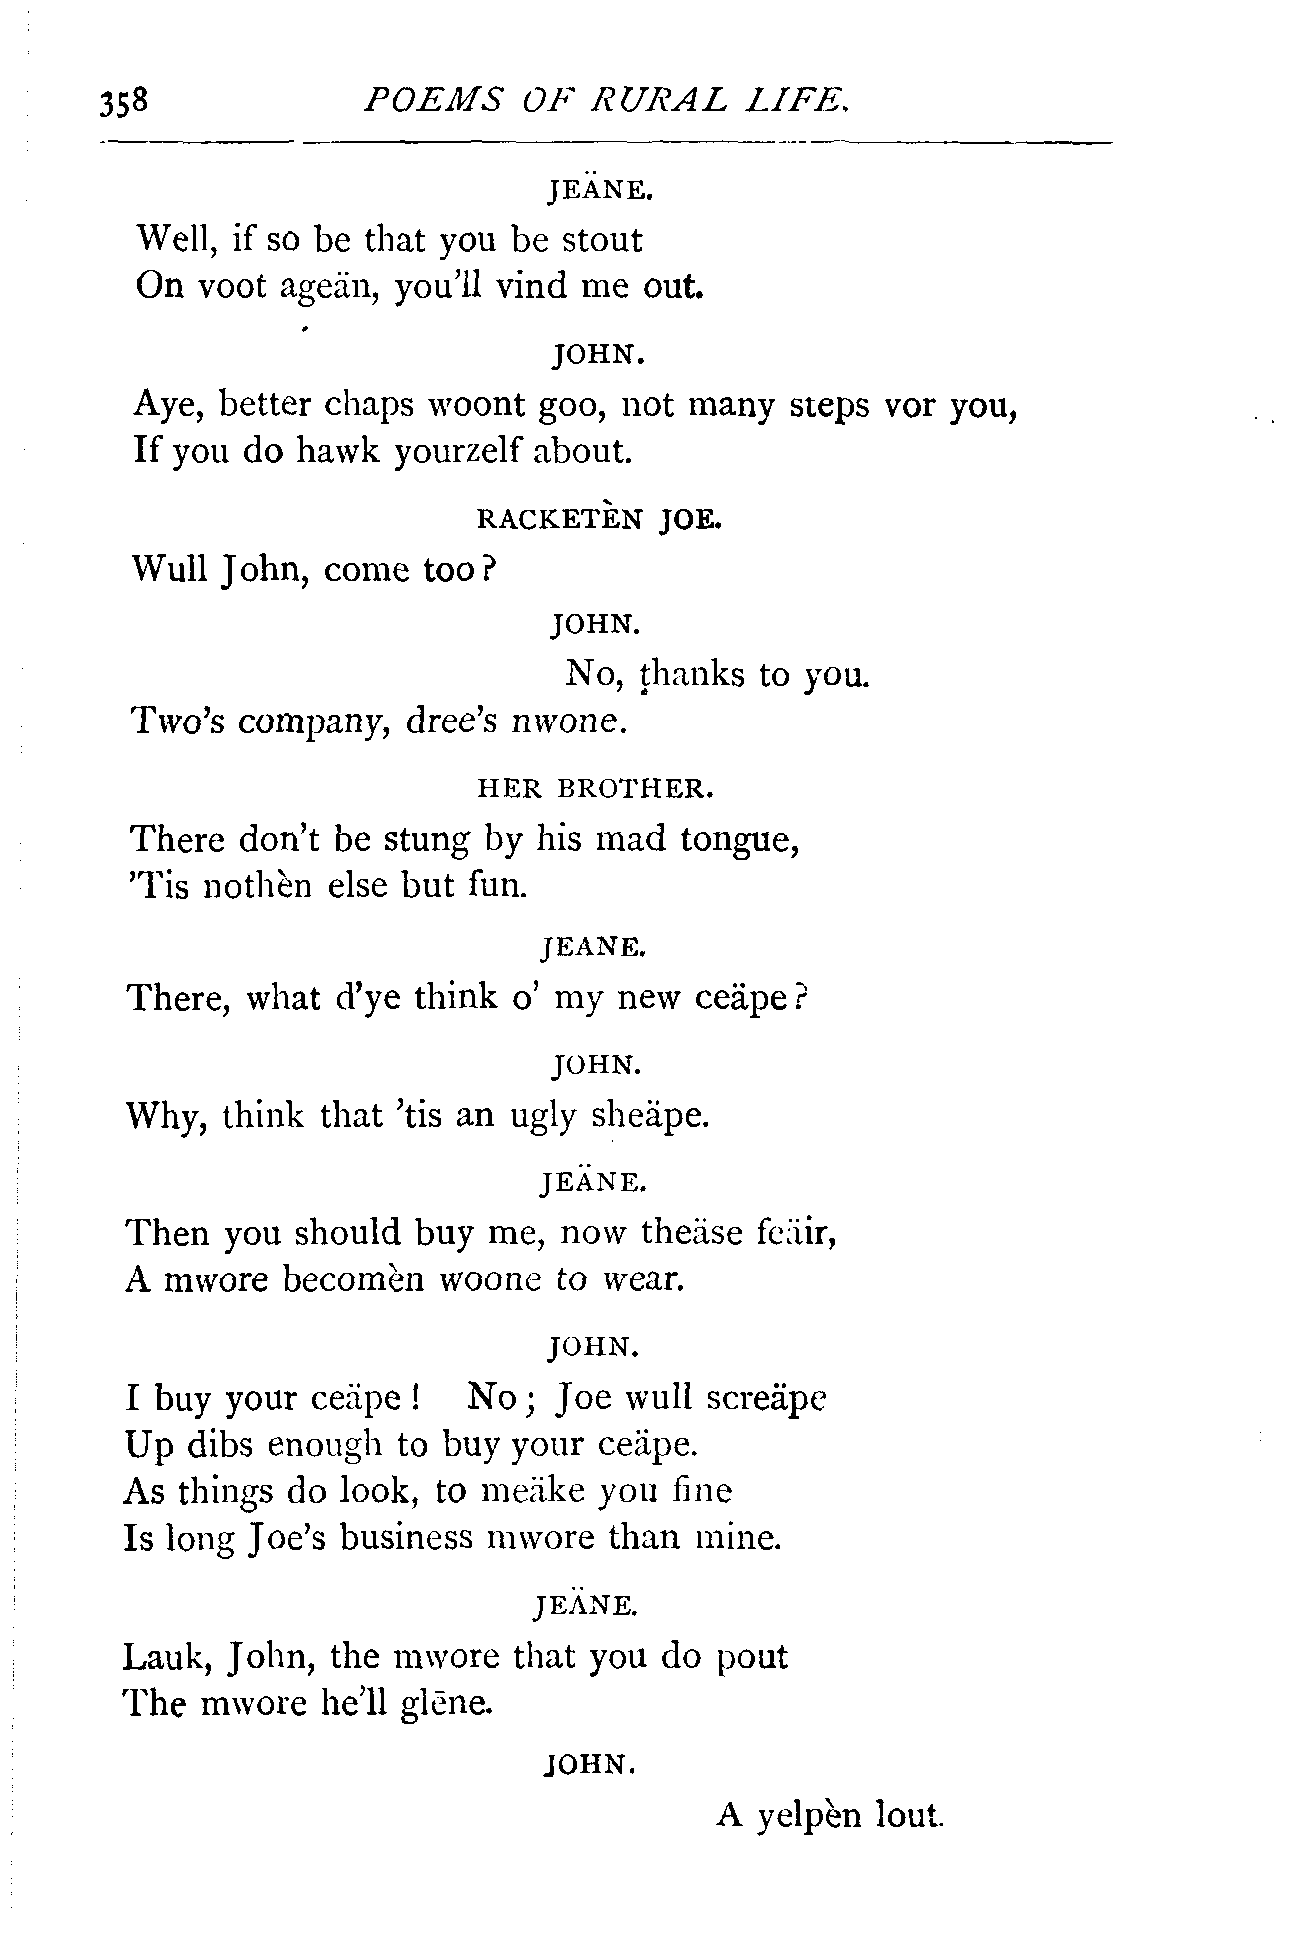 358 POEMS OF RURAL LIFE.
JEÄNE.
Well, if so be that you be stout
On voot ageän, you'll vind me out.
JOHN.
Aye, better chaps woont goo, not many steps vor you,
If you do hawk yourzelf about.
RACKETÈN JOE.
Wull John, come too?
JOHN.
No, thanks to you.
Two's company, dree's nwone.
HER BROTHER.
There don't be stung by his mad tongue,
'Tis nothèn else but fun.
JEANE.
There, what d'ye think o' my new ceäpe?
JOHN.
Why, think that 'tis an ugly sheäpe.
JEÄNE.
Then you should buy me, now theäse feäir,
A mwore becomèn woone to wear.
JOHN.
I buy your ceäpe! No; Joe wull screäpe
Up dibs enough to buy your ceäpe.
As things do look, to meäke you fine
Is long Joe's business mwore than mine.
JEÄNE.
Lauk, John, the mwore that you do pout
The mwore he'll glēne.
JOHN.
A yelpèn lout.